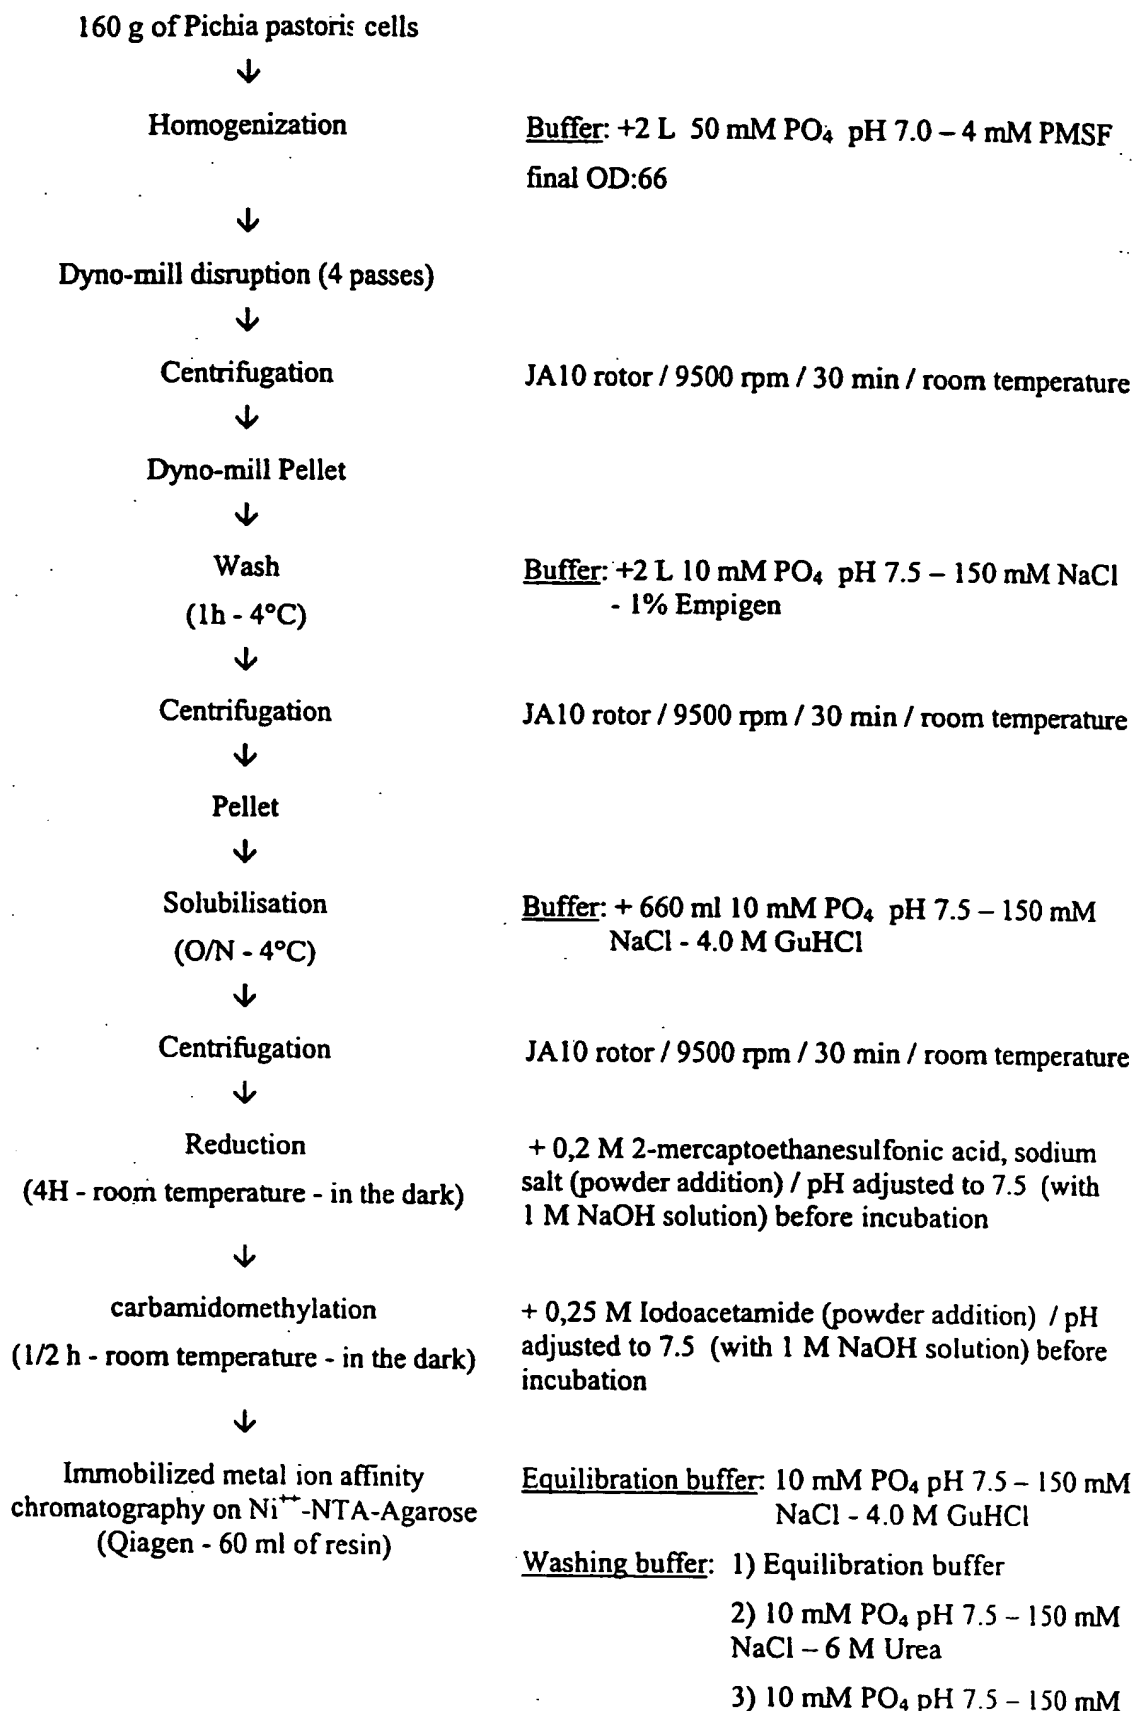 160 g of Pichia pastoris cells
↓
Homogenization
Buffer: +2 L 50 mM PO₄ pH 7.0 – 4 mM PMSF
final OD:66
↓
Dyno-mill disruption (4 passes)
↓
Centrifugation
JA10 rotor / 9500 rpm / 30 min / room temperature
↓
Dyno-mill Pellet
↓
Wash
(1h - 4°C)
Buffer: +2 L 10 mM PO₄ pH 7.5 – 150 mM NaCl
- 1% Empigen
↓
Centrifugation
JA10 rotor / 9500 rpm / 30 min / room temperature
↓
Pellet
↓
Solubilisation
(O/N - 4°C)
Buffer: + 660 ml 10 mM PO₄ pH 7.5 – 150 mM
NaCl - 4.0 M GuHCl
↓
Centrifugation
JA10 rotor / 9500 rpm / 30 min / room temperature
↓
Reduction
(4H - room temperature - in the dark)
+ 0,2 M 2-mercaptoethanesulfonic acid, sodium
salt (powder addition) / pH adjusted to 7.5 (with
1 M NaOH solution) before incubation
↓
carbamidomethylation
(1/2 h - room temperature - in the dark)
+ 0,25 M Iodoacetamide (powder addition) / pH
adjusted to 7.5 (with 1 M NaOH solution) before
incubation
↓
Immobilized metal ion affinity
chromatography on Ni⁺⁺-NTA-Agarose
(Qiagen - 60 ml of resin)
Equilibration buffer: 10 mM PO₄ pH 7.5 – 150 mM
NaCl - 4.0 M GuHCl
Washing buffer: 1) Equilibration buffer
2) 10 mM PO₄ pH 7.5 – 150 mM
NaCl – 6 M Urea
3) 10 mM PO₄ pH 7.5 – 150 mM